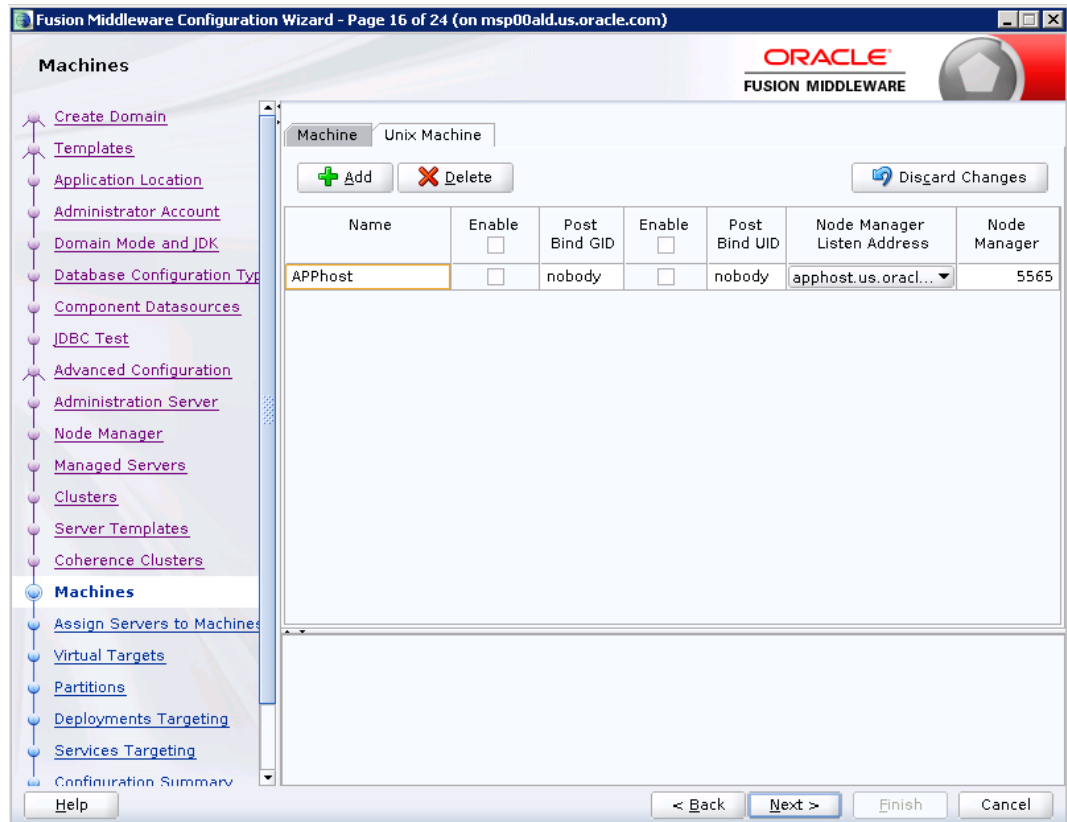 Fusion Middleware Configuration Wizard - Page 16 of 24 (on msp00ald.us.oracle.com)
Machines
ORACLE
FUSION MIDDLEWARE
Create Domain
Templates
Application Location
Administrator Account
Domain Mode and JDK
Database Configuration Typ
Component Datasources
JDBC Test
Advanced Configuration
Administration Server
Node Manager
Managed Servers
Clusters
Server Templates
Coherence Clusters
Machines
Assign Servers to Machines
Virtual Targets
Partitions
Deployments Targeting
Services Targeting
Configuration Summary
Machine Unix Machine
Add Delete Discard Changes
Name Enable Post Bind GID Enable Post Bind UID Node Manager Listen Address Node Manager
APPhost nobody nobody apphost.us.oracl... 5565
Help < Back Next > Finish Cancel